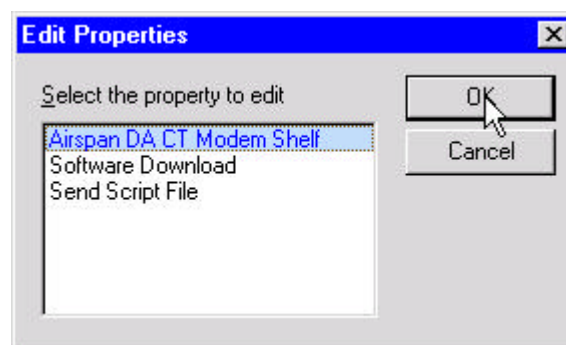 Edit Properties
Select the property to edit
OK
Airspan DA CT Modem Shelf
Cancel
Software Download
Send Script File